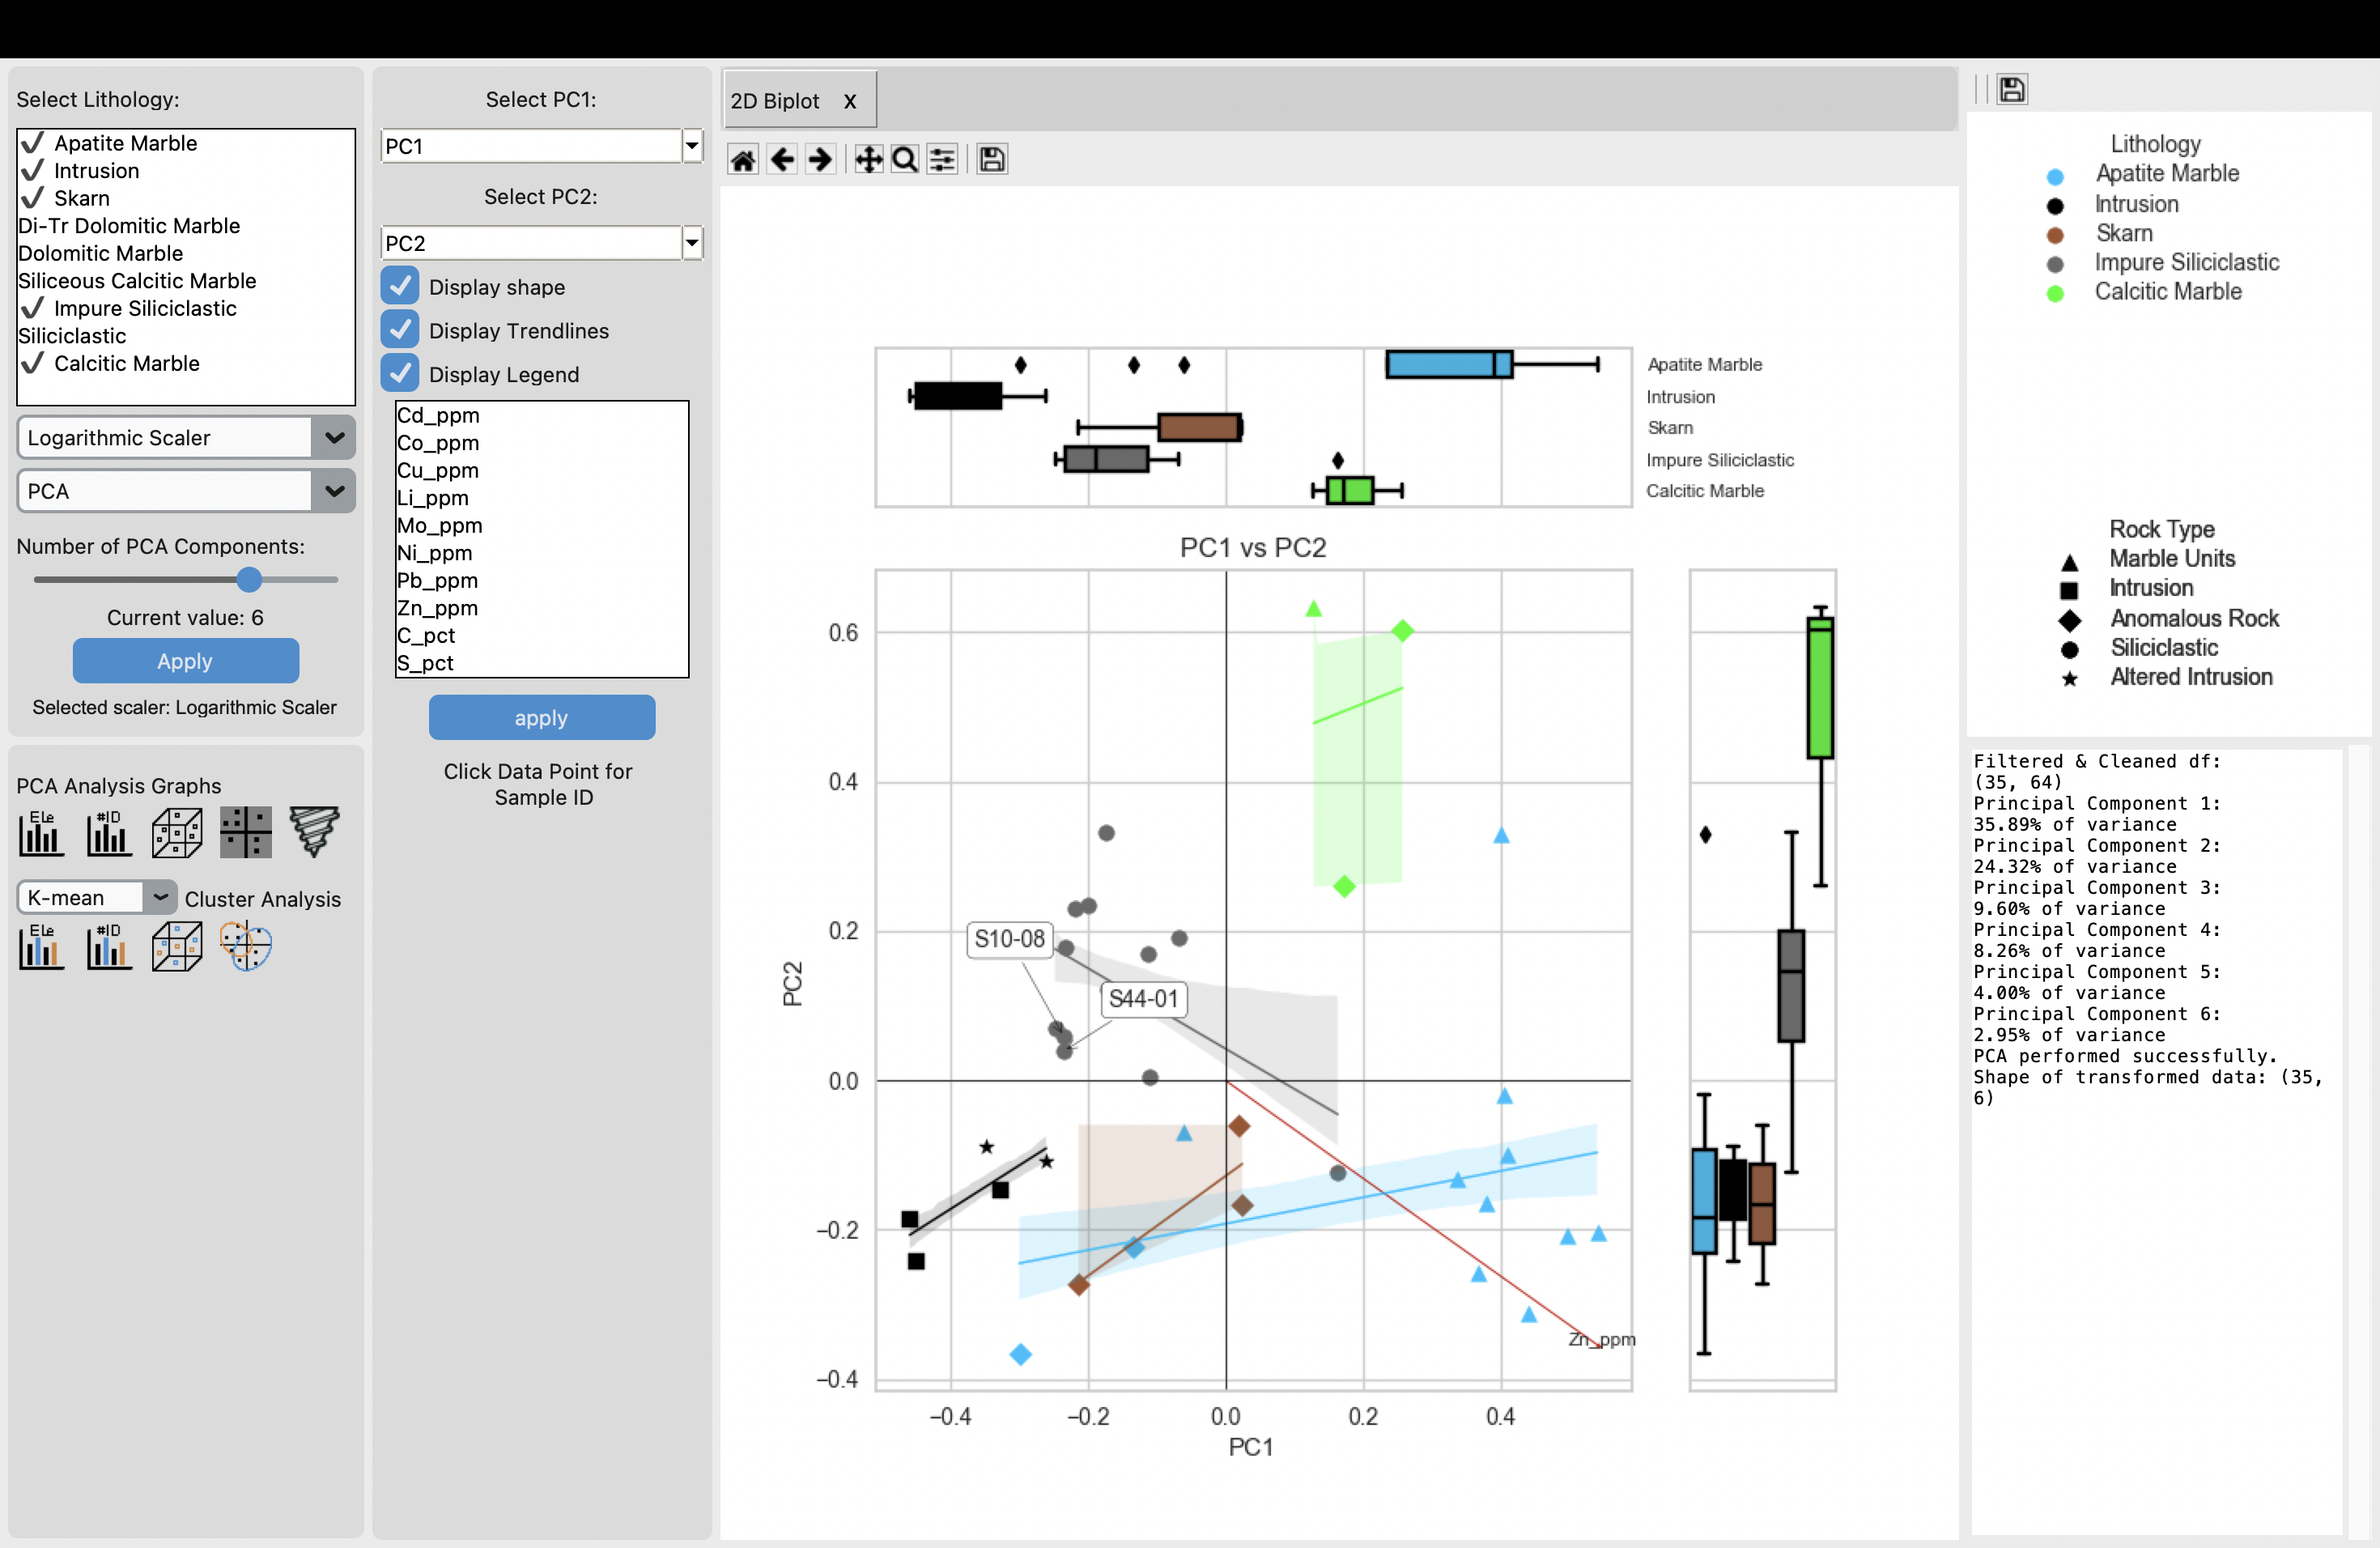 Select Lithology:
Apatite Marble
Intrusion
Skarn
Di-Tr Dolomitic Marble
Dolomitic Marble
Siliceous Calcitic Marble
Impure Siliciclastic
Siliciclastic
Calcitic Marble
Logarithmic Scaler
PCA
Number of PCA Components:
Current value: 6
Apply
Selected scaler: Logarithmic Scaler
PCA Analysis Graphs
ELe
#ID
K-mean
Cluster Analysis
ELe
#ID
Select PC1:
PC1
Select PC2:
PC2
Display shape
Display Trendlines
Display Legend
Cd_ppm
Co_ppm
Cu_ppm
Li_ppm
Mo_ppm
Ni_ppm
Pb_ppm
Zn_ppm
C_pct
S_pct
apply
Click Data Point for
Sample ID
2D Biplot X
Apatite Marble
Intrusion
Skarn
Impure Siliciclastic
Calcitic Marble
PC1 vs PC2
0.6
0.4
0.2
0.0
−0.2
−0.4
PC2
S10-08
S44-01
Zn_ppm
−0.4
−0.2
0.0
0.2
0.4
PC1
Lithology
Apatite Marble
Intrusion
Skarn
Impure Siliciclastic
Calcitic Marble
Rock Type
Marble Units
Intrusion
Anomalous Rock
Siliciclastic
Altered Intrusion
Filtered & Cleaned df:
(35, 64)
Principal Component 1:
35.89% of variance
Principal Component 2:
24.32% of variance
Principal Component 3:
9.60% of variance
Principal Component 4:
8.26% of variance
Principal Component 5:
4.00% of variance
Principal Component 6:
2.95% of variance
PCA performed successfully.
Shape of transformed data: (35,
6)